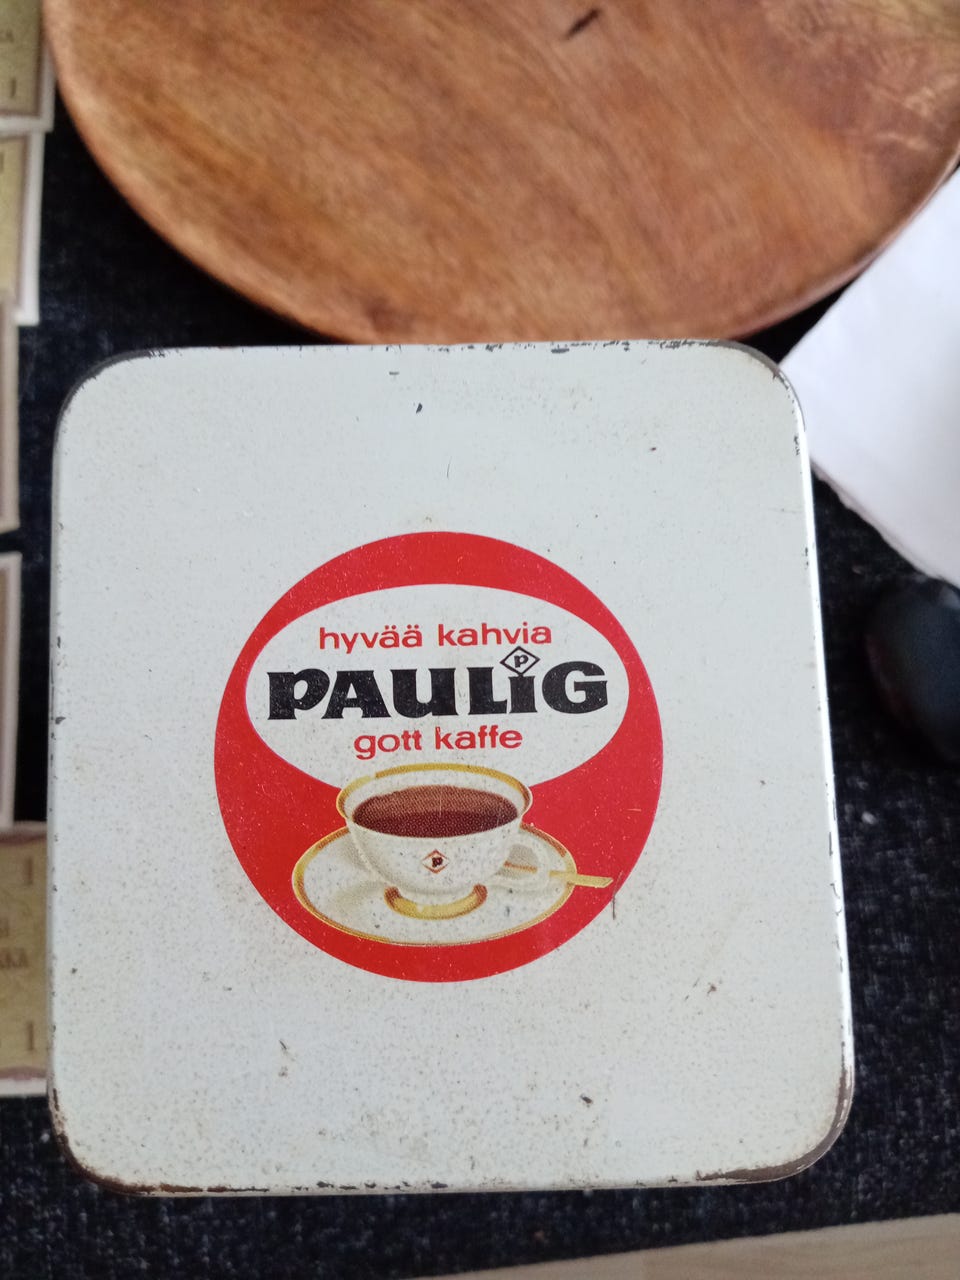 hyvää kahvia
P
PAULiG
gott kaffe
P